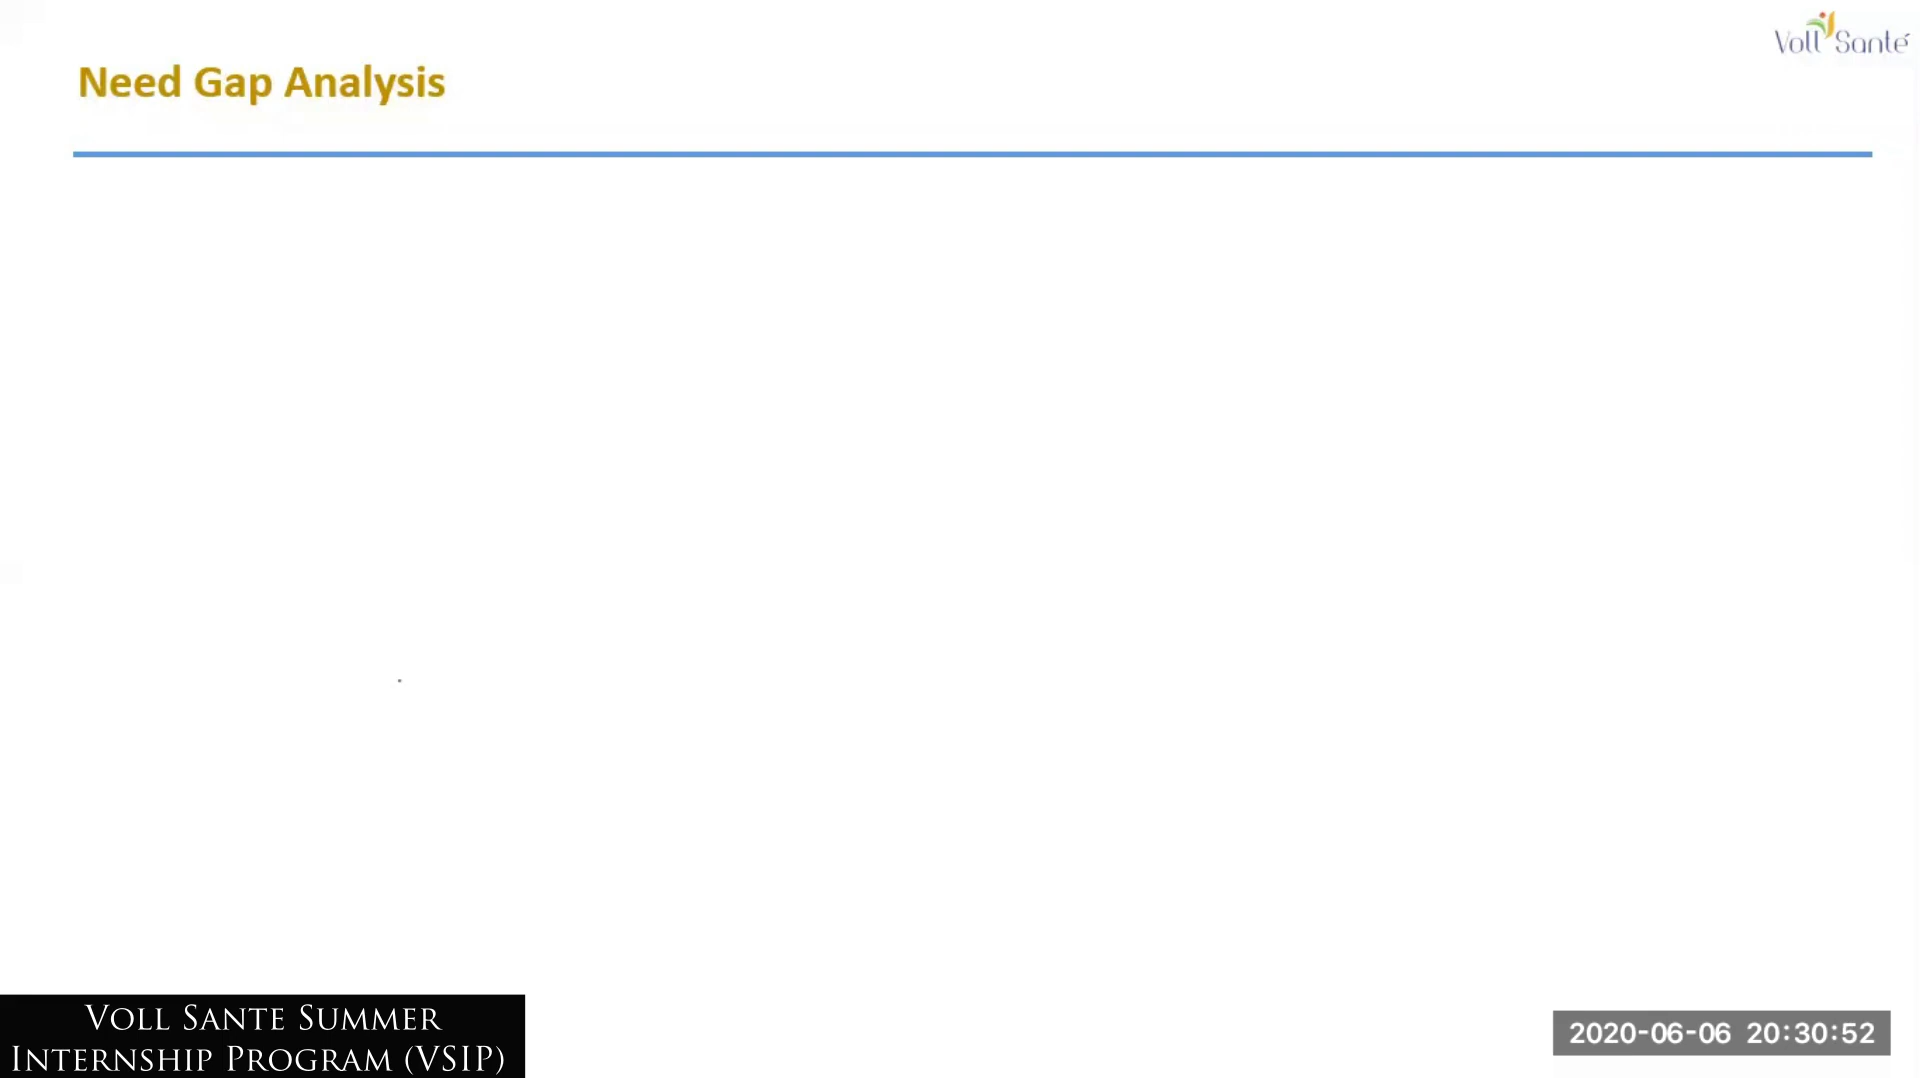 Voll Santé
Need Gap Analysis
Voll Sante Summer
Internship Program (VSIP)
2020-06-06 20:30:52